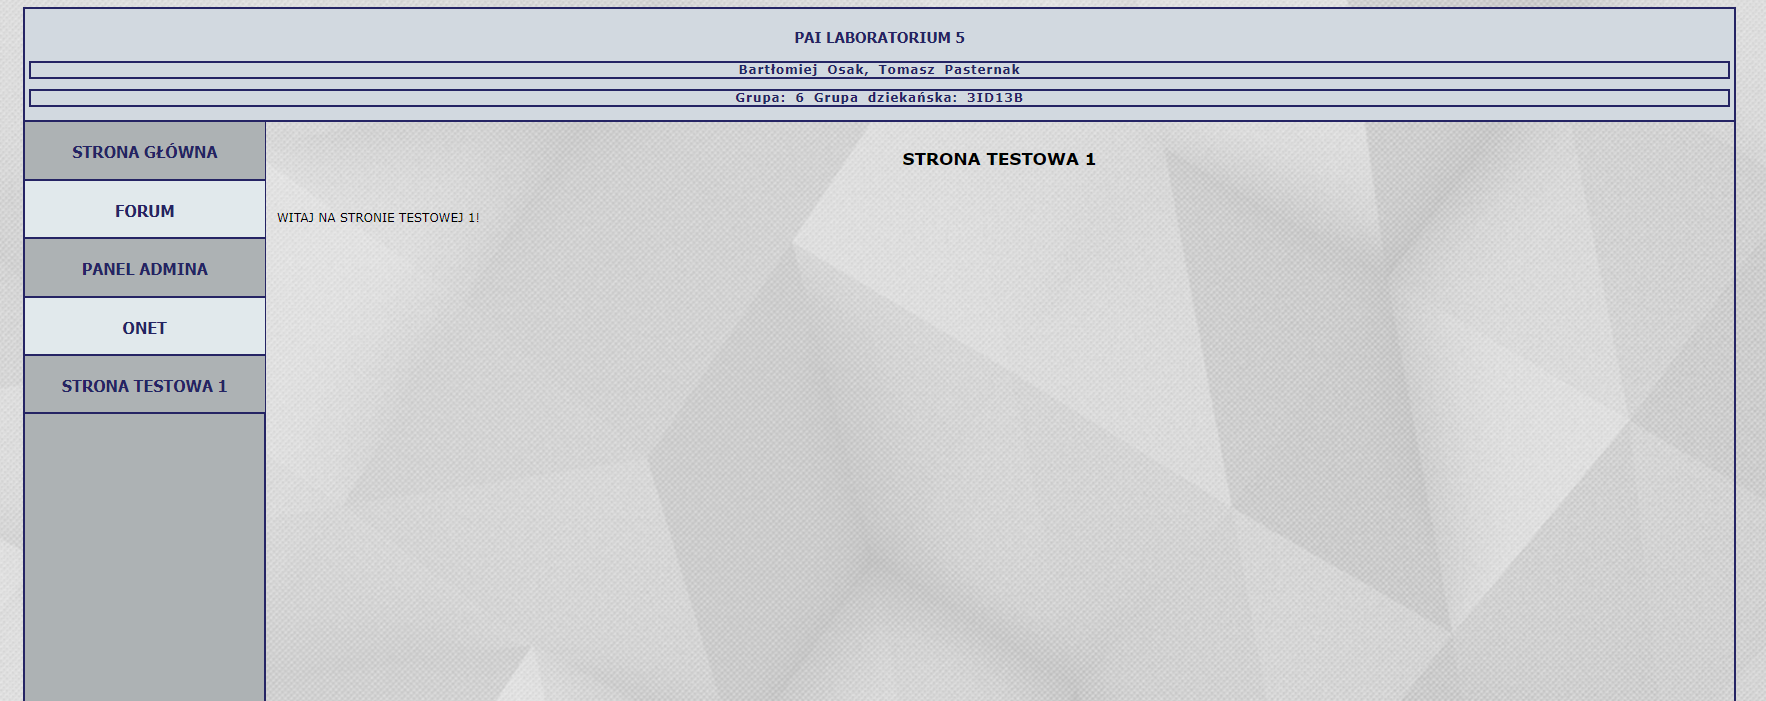 PAI LABORATORIUM 5
Bartłomiej Osak, Tomasz Pasternak
Grupa: 6 Grupa dziekańska: 3ID13B
STRONA GŁÓWNA
FORUM
PANEL ADMINA
ONET
STRONA TESTOWA 1
STRONA TESTOWA 1
WITAJ NA STRONIE TESTOWEJ 1!